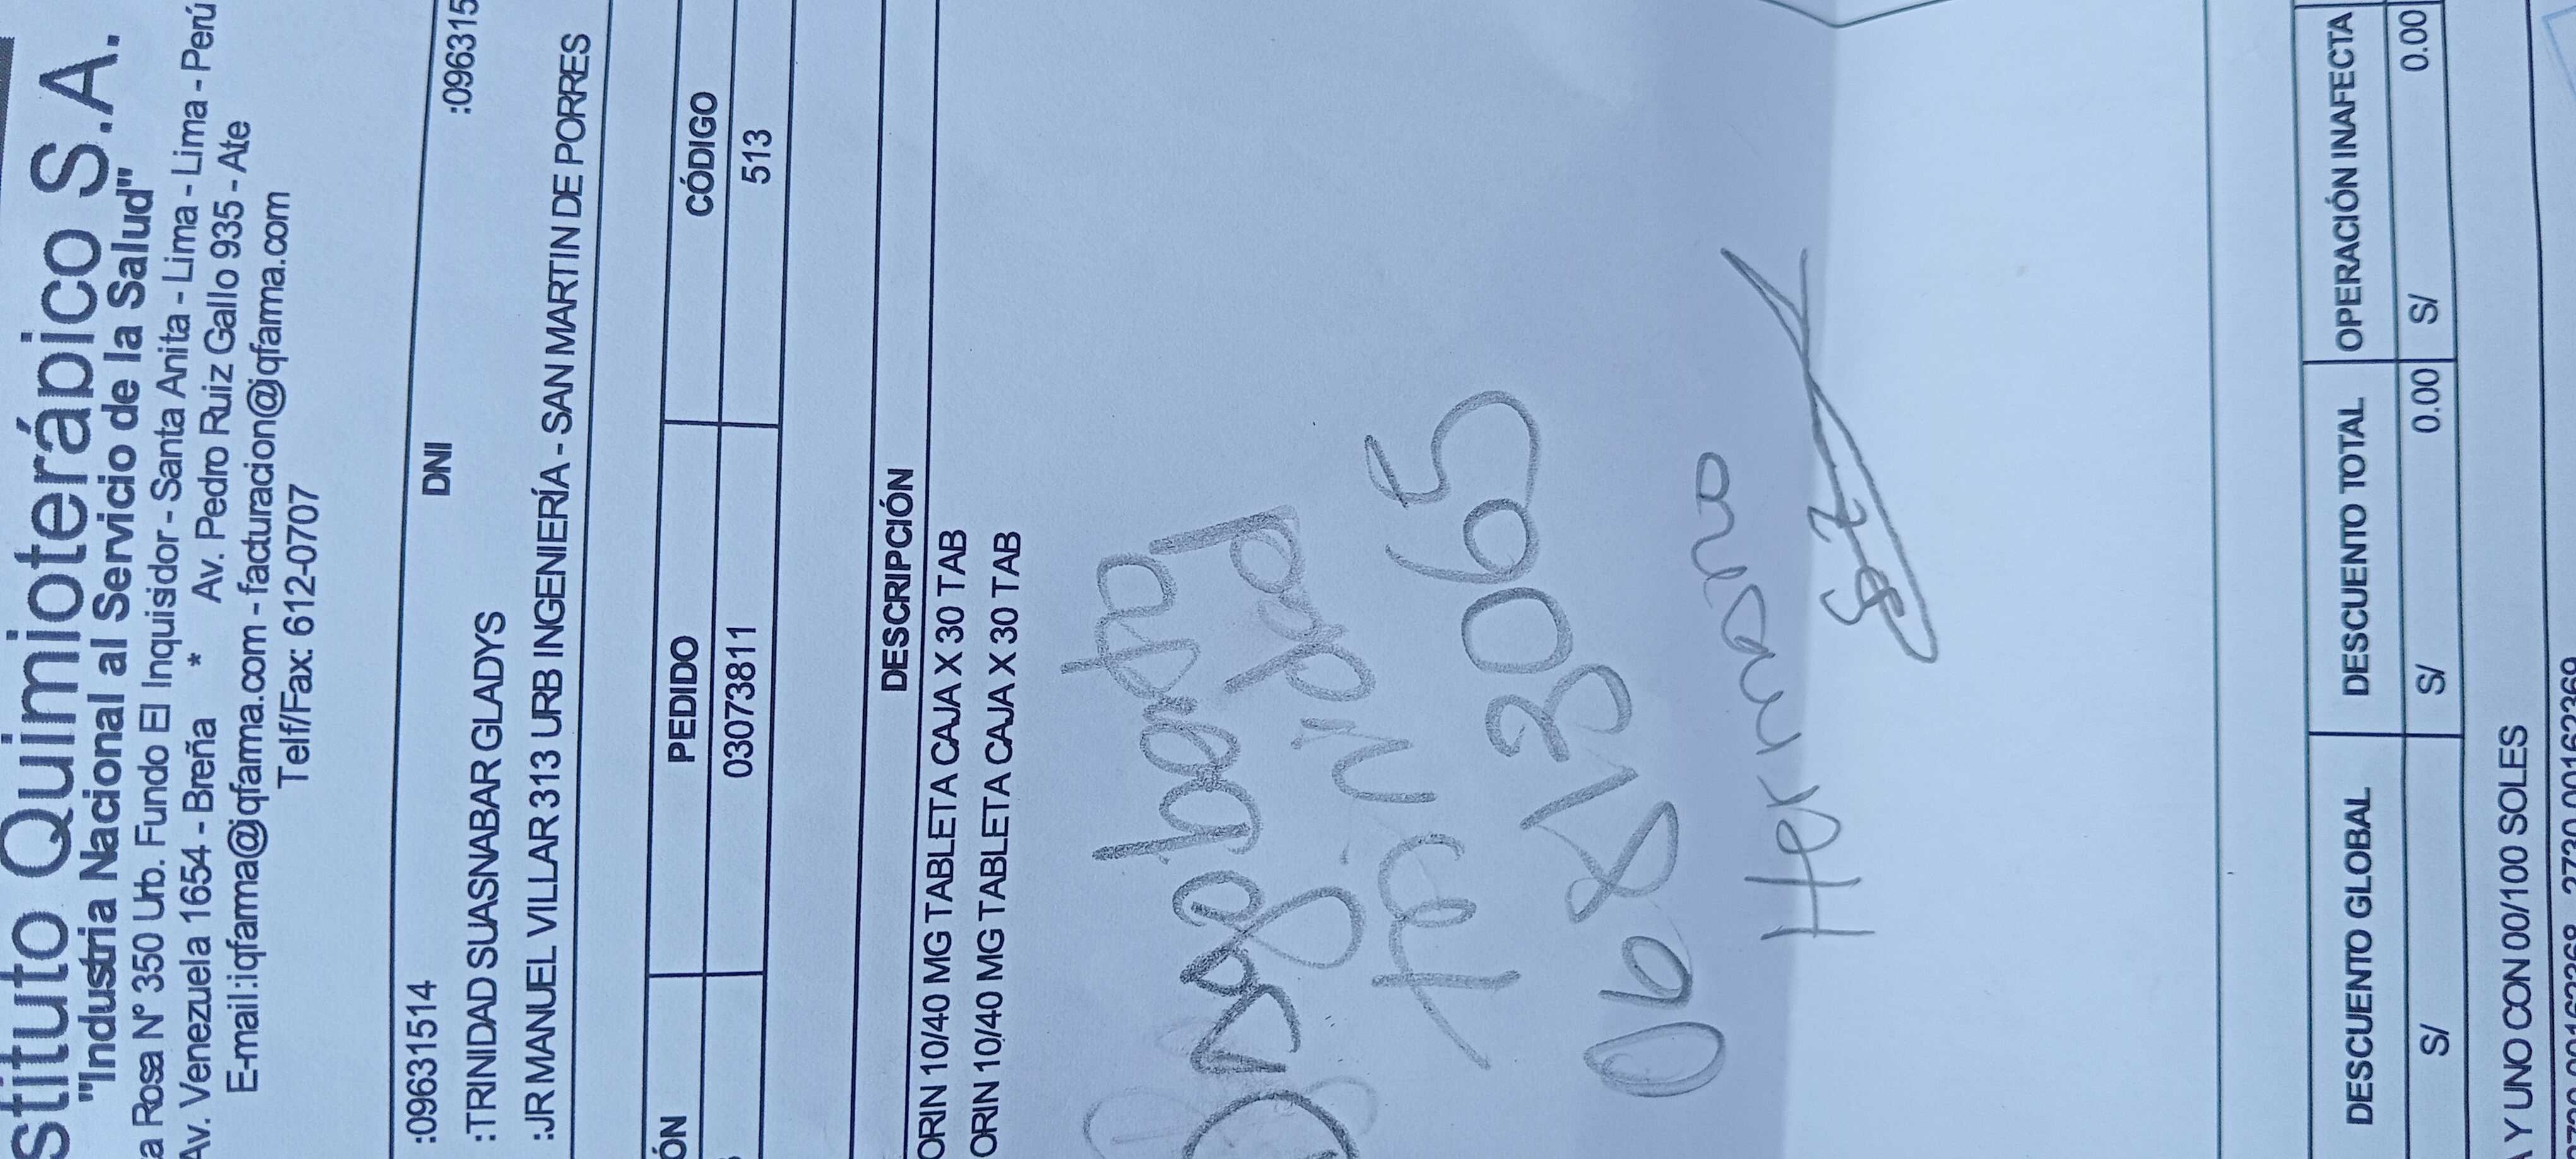 stituto Quimioterápico S.A.
"Industria Nacional al Servicio de la Salud"
a Rosa N° 350 Urb. Fundo El Inquisidor - Santa Anita - Lima - Lima - Perú
Av. Venezuela 1654 - Breña * Av. Pedro Ruiz Gallo 935 - Ate
E-mail:iqfarma@iqfarma.com - facturacion@iqfarma.com
Telf/Fax: 612-0707
:09631514 DNI :096315
:TRINIDAD SUASNABAR GLADYS
:JR MANUEL VILLAR 313 URB INGENIERÍA - SAN MARTIN DE PORRES
ÓN PEDIDO CÓDIGO
03073811 513
DESCRIPCIÓN
ORIN 10/40 MG TABLETA CAJA X 30 TAB
ORIN 10/40 MG TABLETA CAJA X 30 TAB
Dagoberto
Trinidad
06813065
Hermano
DESCUENTO GLOBAL DESCUENTO TOTAL OPERACIÓN INAFECTA
S/ S/ 0.00 S/ 0.00
Y UNO CON 00/100 SOLES